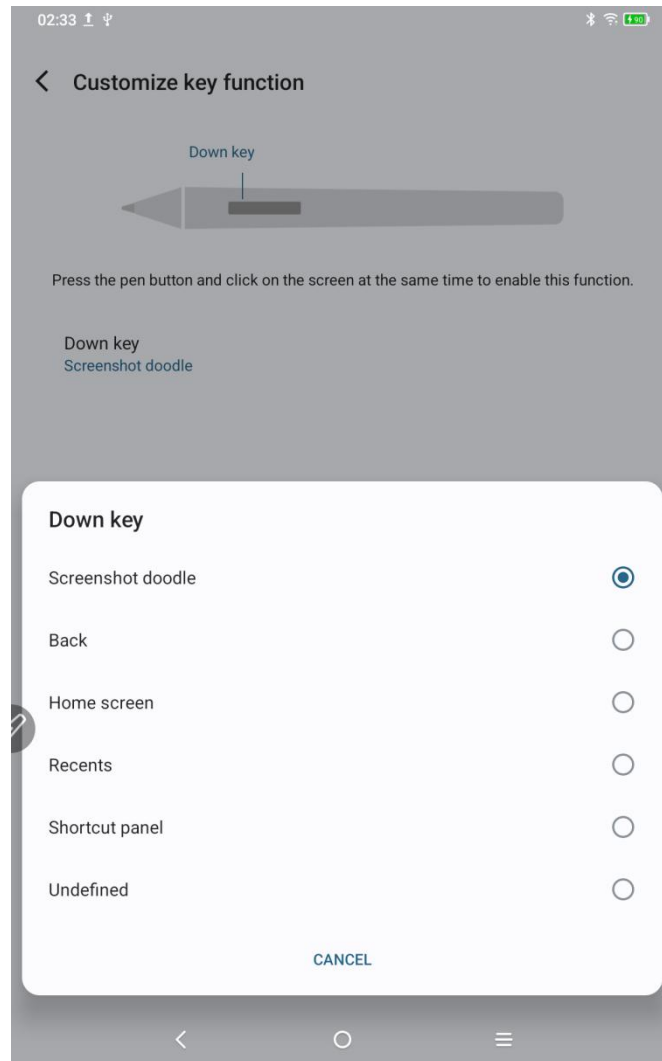 02:33
90
Customize key function
Down key
Press the pen button and click on the screen at the same time to enable this function.
Down key
Screenshot doodle
Down key
Screenshot doodle
Back
Home screen
Recents
Shortcut panel
Undefined
CANCEL